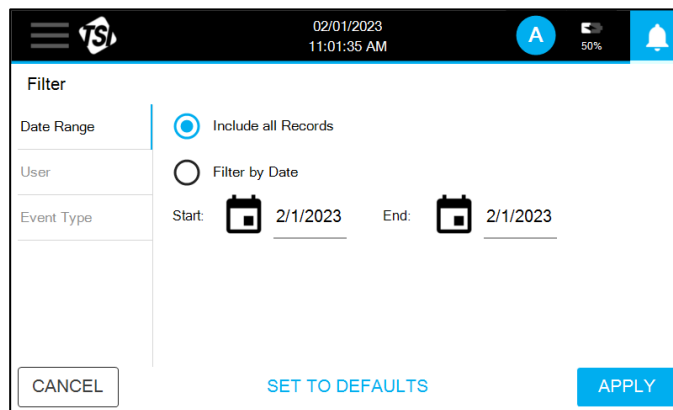 TSI
02/01/2023
11:01:35 AM
A
50%
Filter
Date Range
User
Event Type
Include all Records
Filter by Date
Start: 2/1/2023 End: 2/1/2023
CANCEL SET TO DEFAULTS APPLY